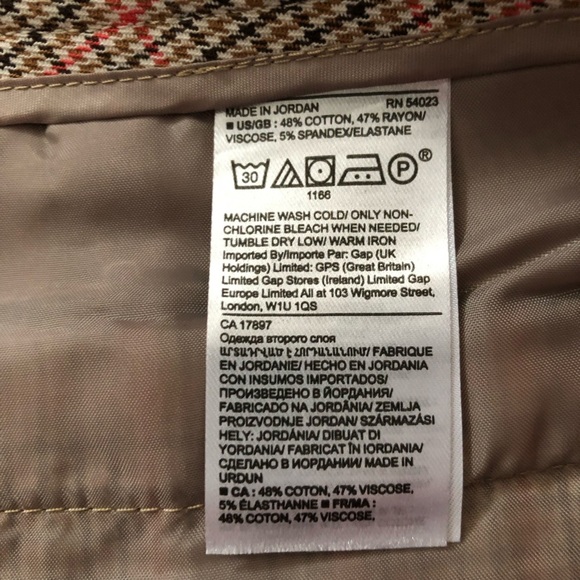 MADE IN JORDAN RN 54023
■ US/GB : 48% COTTON, 47% RAYON/
VISCOSE, 5% SPANDEX/ELASTANE
30 P ®
1166
MACHINE WASH COLD/ ONLY NON-
CHLORINE BLEACH WHEN NEEDED/
TUMBLE DRY LOW/ WARM IRON
Imported By/Importe Par: Gap (UK
Holdings) Limited: GPS (Great Britain)
Limited Gap Stores (Ireland) Limited Gap
Europe Limited All at 103 Wigmore Street,
London, W1U 1QS
CA 17897
Одежда второго слоя
ԱՐՏԱԴՐՎԱԾ Է ՀՈՐԴԱՆԱՆՈՒՄ/ FABRIQUE
EN JORDANIE/ HECHO EN JORDANIA
CON INSUMOS IMPORTADOS/
ПРОИЗВЕДЕНО В ЙОРДАНИЯ/
FABRICADO NA JORDÂNIA/ ZEMLJA
PROIZVODNJE JORDAN/ SZÁRMAZÁSI
HELY: JORDÁNIA/ DIBUAT DI
YORDANIA/ FABRICAT ÎN IORDANIA/
СДЕЛАНО В ИОРДАНИИ/ MADE IN
URDUN
■ CA : 48% COTTON, 47% VISCOSE,
5% ÉLASTHANNE ■ FR/MA :
48% COTTON, 47% VISCOSE,